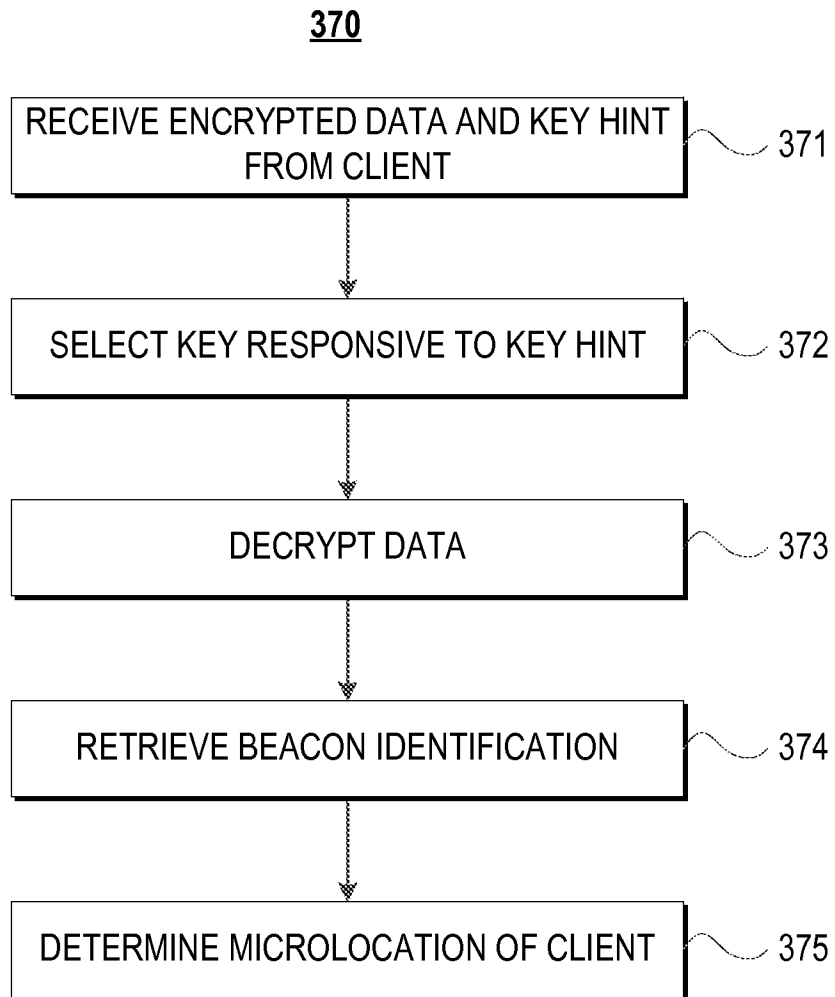 370
RECEIVE ENCRYPTED DATA AND KEY HINT
FROM CLIENT
371
SELECT KEY RESPONSIVE TO KEY HINT
372
DECRYPT DATA
373
RETRIEVE BEACON IDENTIFICATION
374
DETERMINE MICROLOCATION OF CLIENT
375